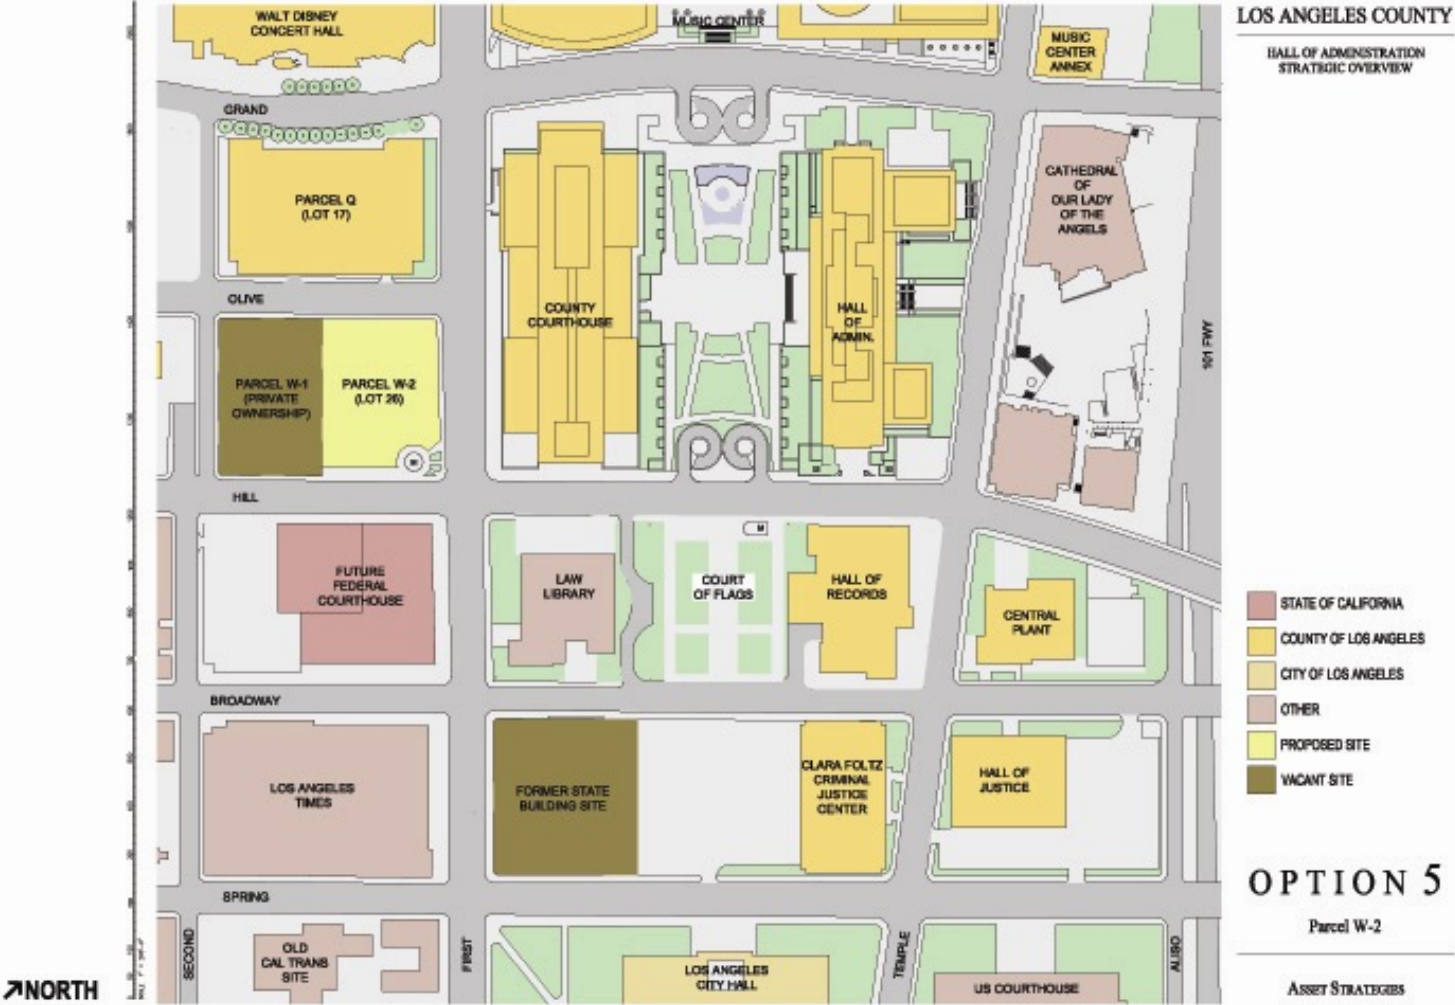 WALT DISNEY
CONCERT HALL
MUSIC CENTER
MUSIC
CENTER
ANNEX
LOS ANGELES COUNTY
HALL OF ADMINISTRATION
STRATEGIC OVERVIEW
GRAND
PARCEL Q
(LOT 17)
CATHEDRAL
OF
OUR LADY
OF THE
ANGELS
OLIVE
COUNTY
COURTHOUSE
HALL
OF
ADMIN.
101 FWY
PARCEL W-1
(PRIVATE
OWNERSHIP)
PARCEL W-2
(LOT 26)
M
HILL
M
FUTURE
FEDERAL
COURTHOUSE
LAW
LIBRARY
COURT
OF FLAGS
HALL OF
RECORDS
CENTRAL
PLANT
STATE OF CALIFORNIA
COUNTY OF LOS ANGELES
CITY OF LOS ANGELES
OTHER
PROPOSED SITE
VACANT SITE
BROADWAY
LOS ANGELES
TIMES
FORMER STATE
BUILDING SITE
CLARA FOLTZ
CRIMINAL
JUSTICE
CENTER
HALL OF
JUSTICE
OPTION 5
Parcel W-2
SPRING
SECOND
OLD
CAL TRANS
SITE
FIRST
LOS ANGELES
CITY HALL
TEMPLE
US COURTHOUSE
ALISO
NORTH
ASSET STRATEGIES